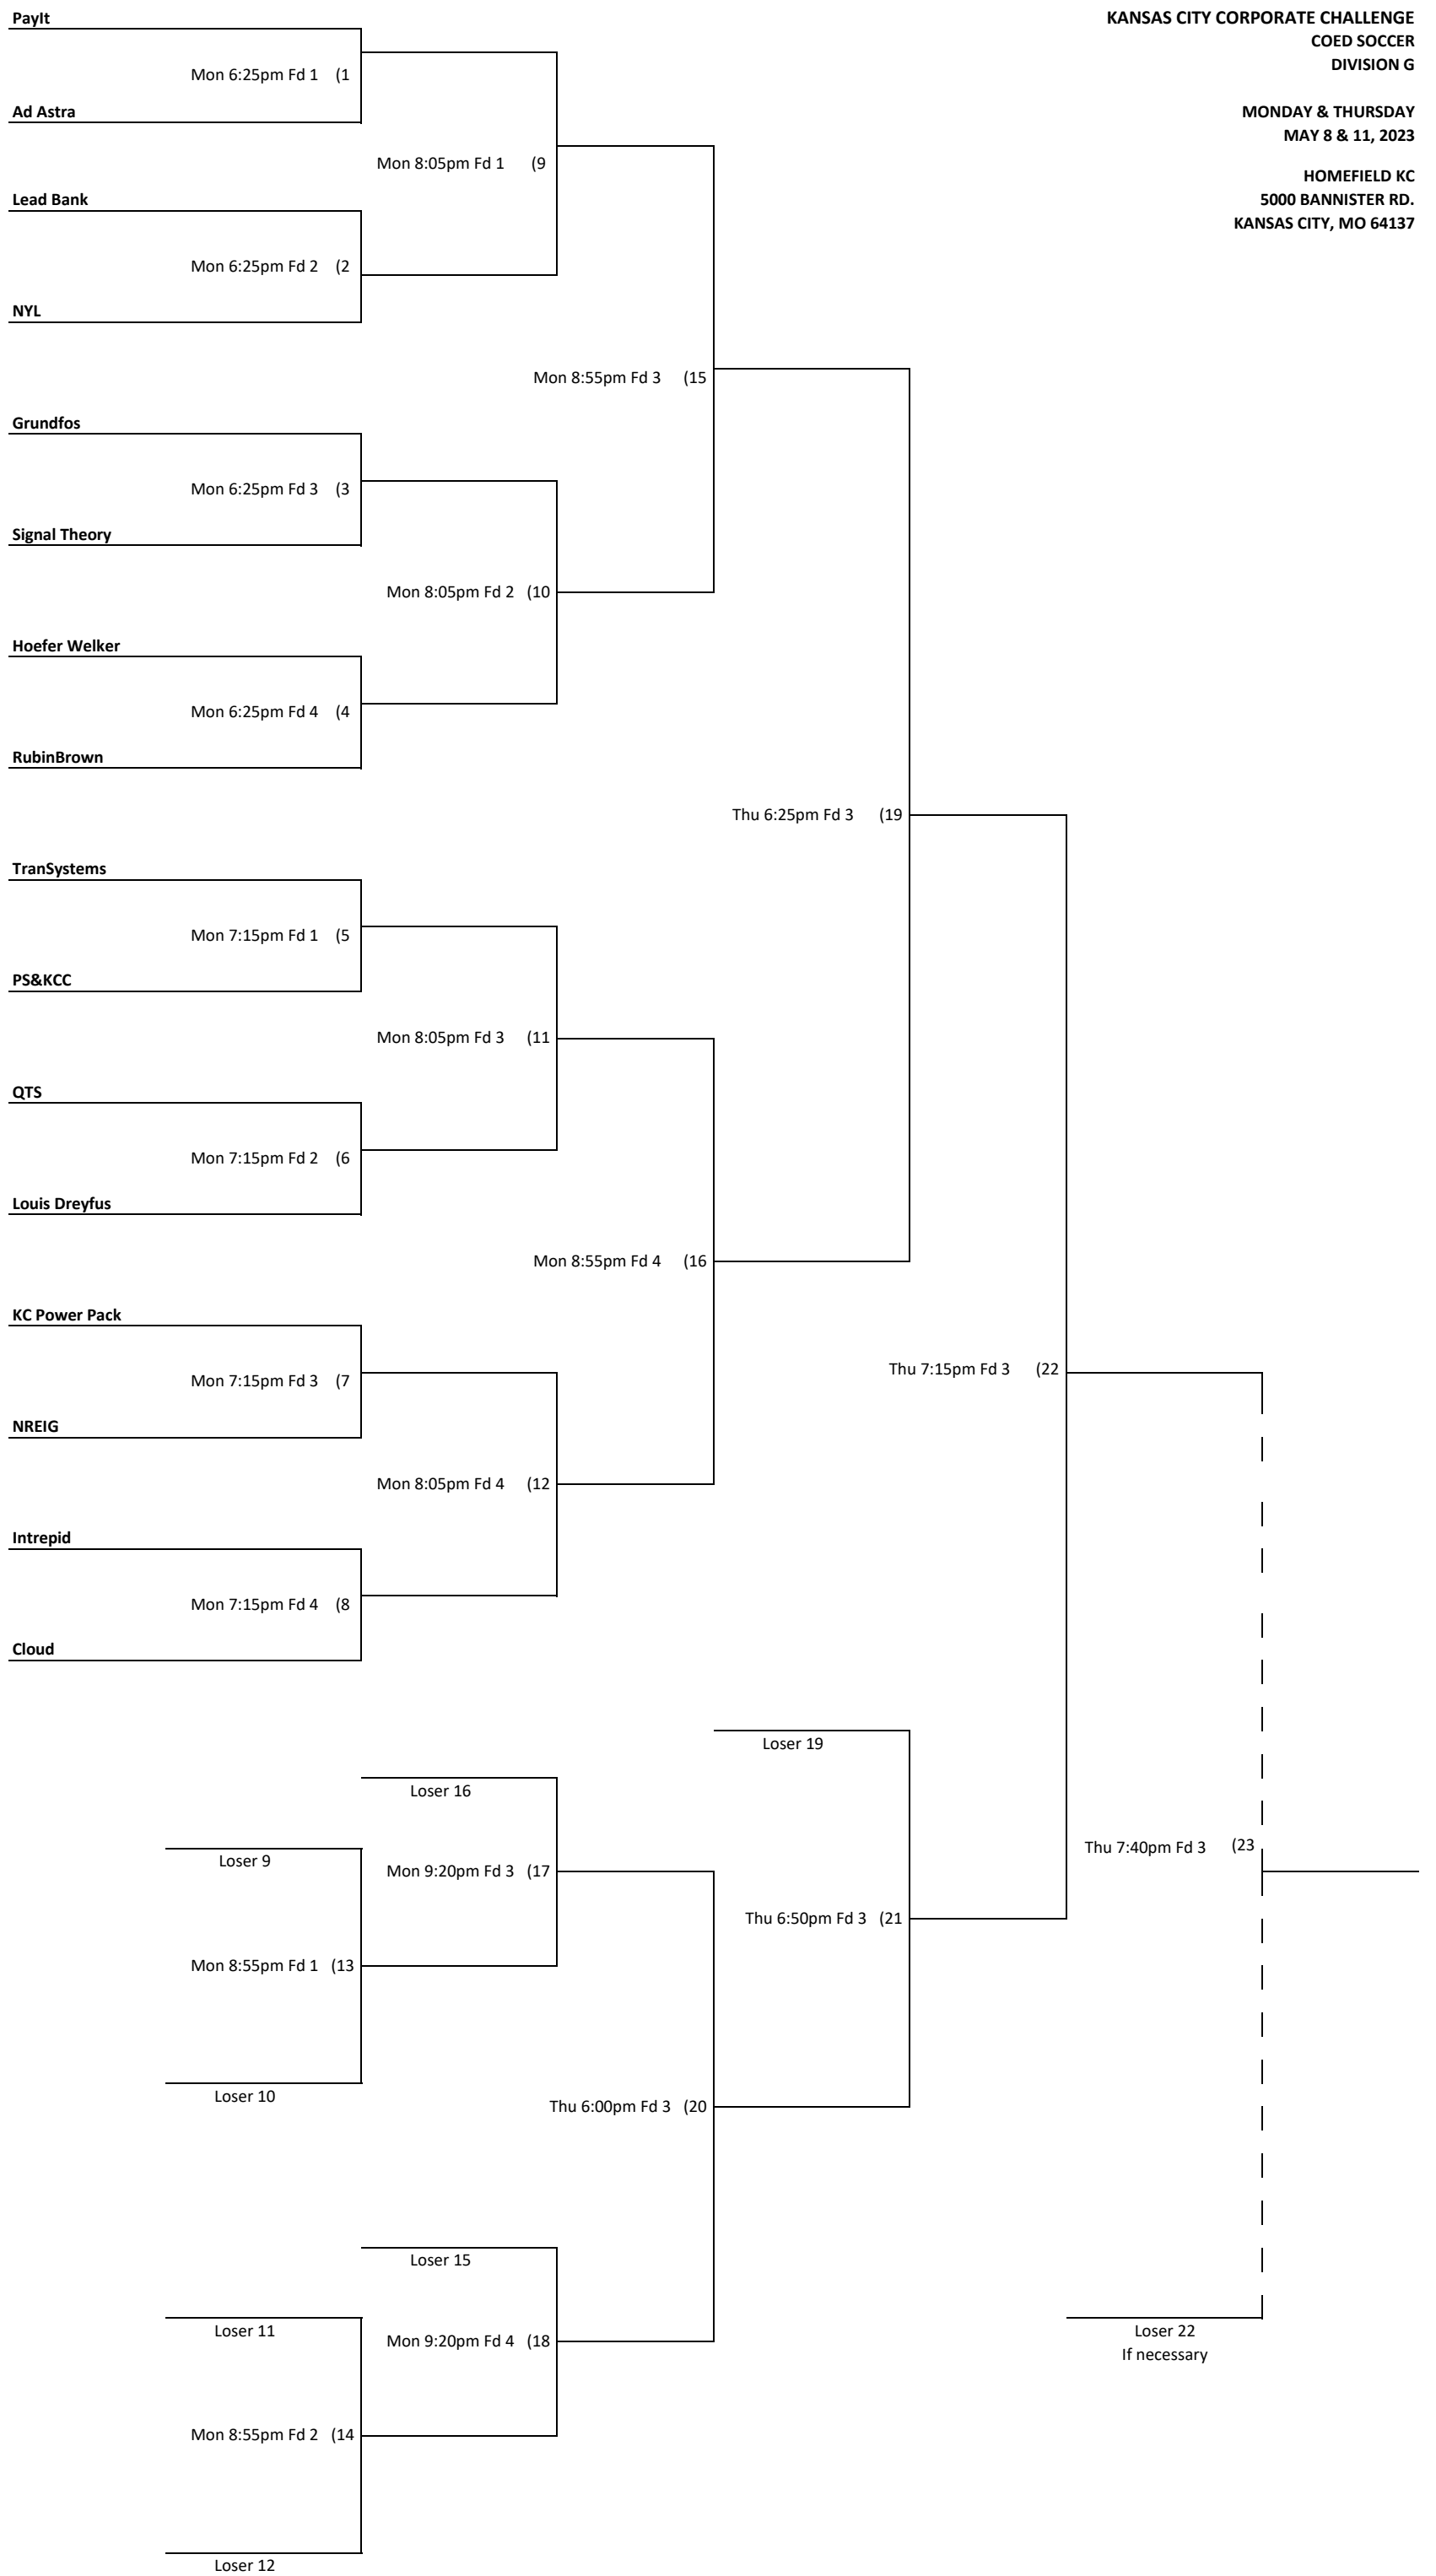 PayIt
KANSAS CITY CORPORATE CHALLENGE
COED SOCCER
DIVISION G
Mon 6:25pm Fd 1 (1
Ad Astra
MONDAY & THURSDAY
MAY 8 & 11, 2023
Mon 8:05pm Fd 1 (9
HOMEFIELD KC
Lead Bank
5000 BANNISTER RD.
KANSAS CITY, MO 64137
Mon 6:25pm Fd 2 (2
NYL
Mon 8:55pm Fd 3 (15
Grundfos
Mon 6:25pm Fd 3 (3
Signal Theory
Mon 8:05pm Fd 2 (10
Hoefer Welker
Mon 6:25pm Fd 4 (4
RubinBrown
Thu 6:25pm Fd 3 (19
TranSystems
Mon 7:15pm Fd 1 (5
PS&KCC
Mon 8:05pm Fd 3 (11
QTS
Mon 7:15pm Fd 2 (6
Louis Dreyfus
Mon 8:55pm Fd 4 (16
KC Power Pack
Thu 7:15pm Fd 3 (22
Mon 7:15pm Fd 3 (7
NREIG
Mon 8:05pm Fd 4 (12
Intrepid
Mon 7:15pm Fd 4 (8
Cloud
Loser 19
Loser 16
Thu 7:40pm Fd 3 (23
Loser 9
Mon 9:20pm Fd 3 (17
Thu 6:50pm Fd 3 (21
Mon 8:55pm Fd 1 (13
Loser 10
Thu 6:00pm Fd 3 (20
Loser 15
Loser 11
Loser 22
Mon 9:20pm Fd 4 (18
If necessary
Mon 8:55pm Fd 2 (14
Loser 12